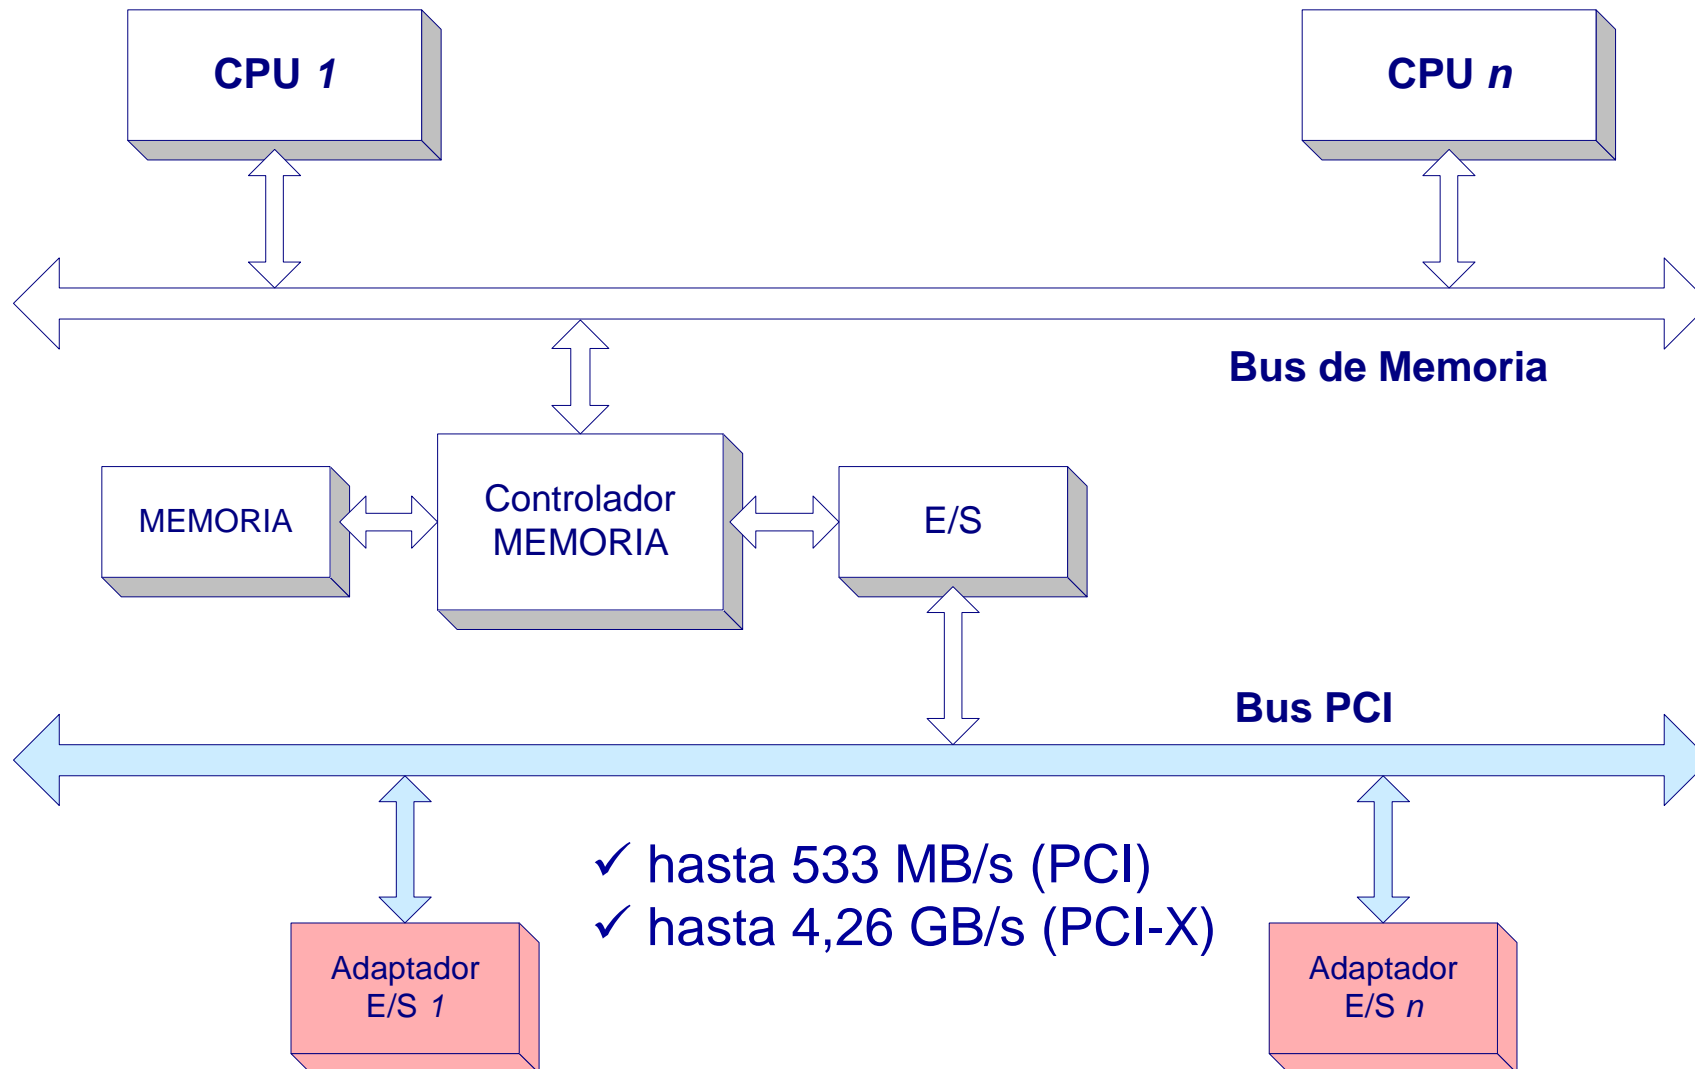 CPU 1
CPU n
Bus de Memoria
MEMORIA
Controlador
MEMORIA
E/S
Bus PCI
✓ hasta 533 MB/s (PCI)
✓ hasta 4,26 GB/s (PCI-X)
Adaptador
E/S 1
Adaptador
E/S n